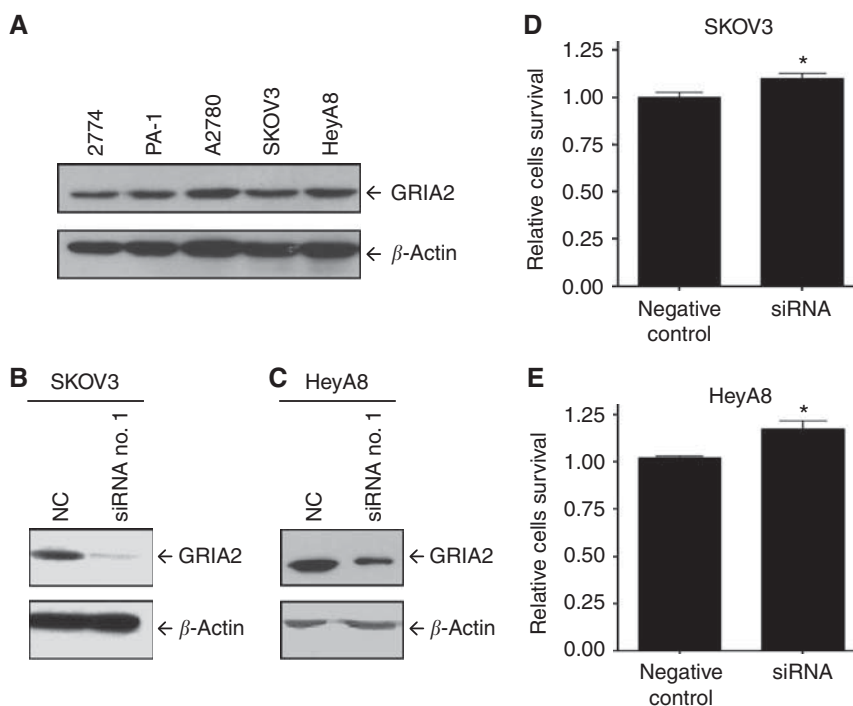 A
2774
PA-1
A2780
SKOV3
HeyA8
← GRIA2
← β-Actin
B
SKOV3
NC
siRNA no. 1
← GRIA2
← β-Actin
C
HeyA8
NC
siRNA no. 1
← GRIA2
← β-Actin
D
SKOV3
Relative cells survival
1.25
1.00
0.75
0.50
0.25
0.00
*
Negative
control
siRNA
E
HeyA8
Relative cells survival
1.25
1.00
0.75
0.50
0.25
0.00
*
Negative
control
siRNA